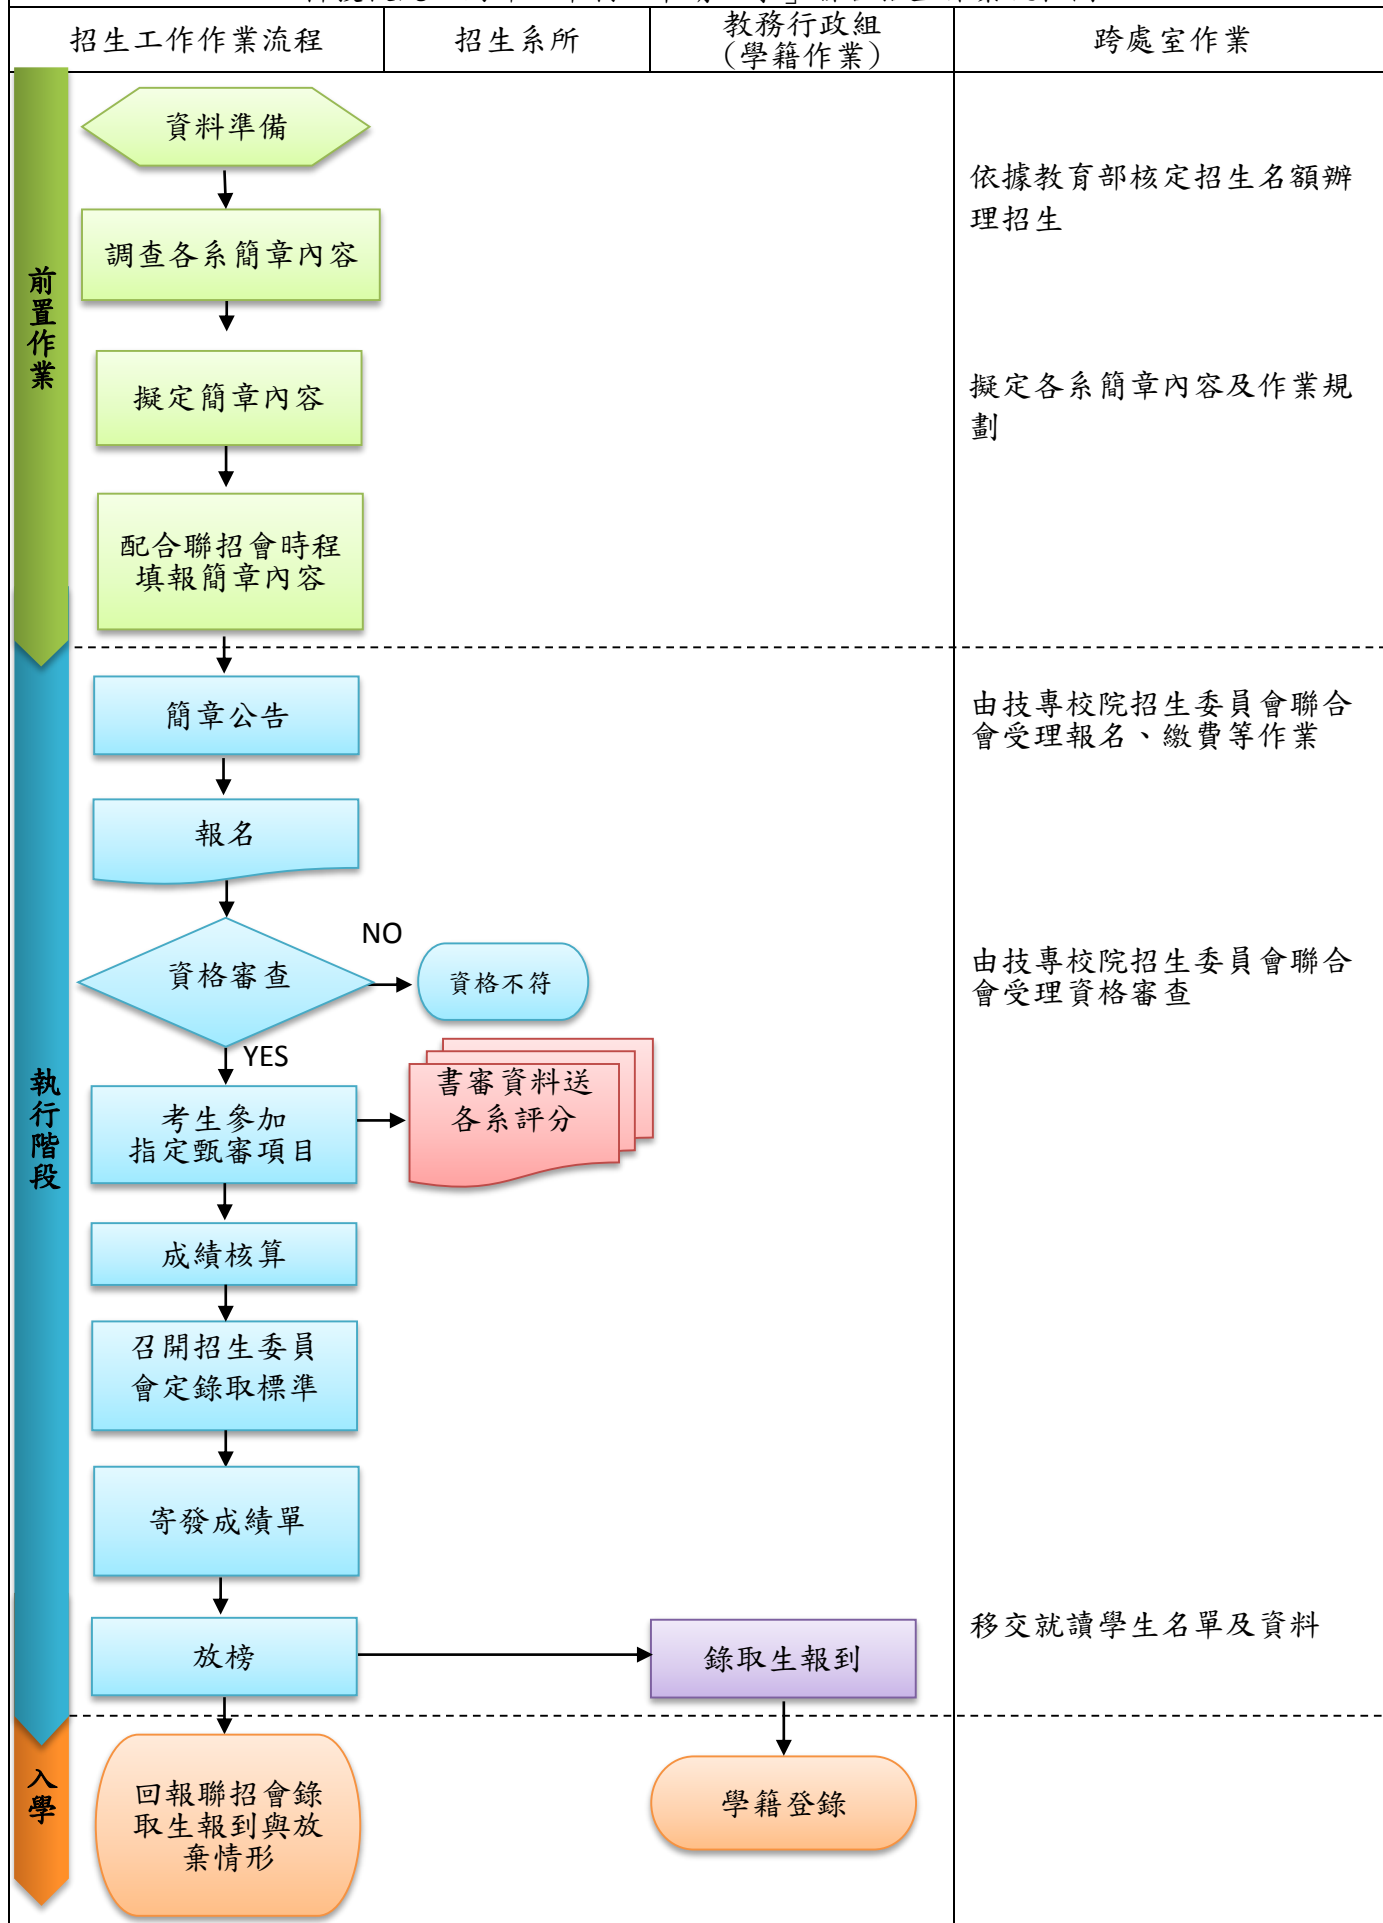 招生工作作業流程
招生系所
教務行政組
(學籍作業)
跨處室作業
前置作業
資料準備
依據教育部核定招生名額辦
理招生
調查各系簡章內容
擬定簡章內容
擬定各系簡章內容及作業規
劃
配合聯招會時程
填報簡章內容
執行階段
簡章公告
由技專校院招生委員會聯合
會受理報名、繳費等作業
報名
資格審查
NO
資格不符
由技專校院招生委員會聯合
會受理資格審查
YES
考生參加
指定甄審項目
書審資料送
各系評分
成績核算
召開招生委員
會定錄取標準
寄發成績單
放榜
錄取生報到
移交就讀學生名單及資料
入學
回報聯招會錄
取生報到與放
棄情形
學籍登錄